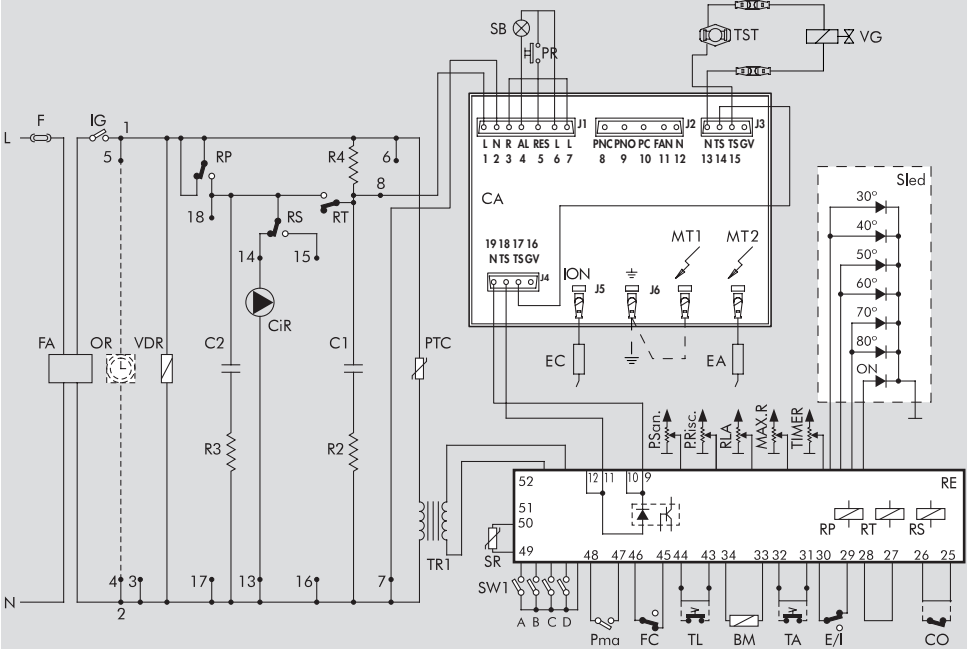 SB
PR
TST
VG
F
IG
L
1
5
RP
R4
6
8
18
RS
RT
14
15
CiR
J1
J2
J3
L N R AL RES L L
1 2 3 4 5 6 7
PNC PNO PC FAN N
8 9 10 11 12
N TS TS GV
13 14 15
CA
19 18 17 16
N TS TS GV
J4
ION
J5
J6
MT1
MT2
EC
EA
Sled
30°
40°
50°
60°
70°
80°
ON
FA
OR
VDR
C2
C1
PTC
R3
R2
TR1
P.San.
P.Risc.
RLA
MAX.R
TIMER
52
51
50
49
12 11 10 9
RE
RP
RT
RS
SR
SW1
A B C D
48 47 46 45 44 43 34 33 32 31 30 29 28 27 26 25
Pma
FC
TL
BM
TA
E/I
CO
N
4
3
2
17
13
16
7